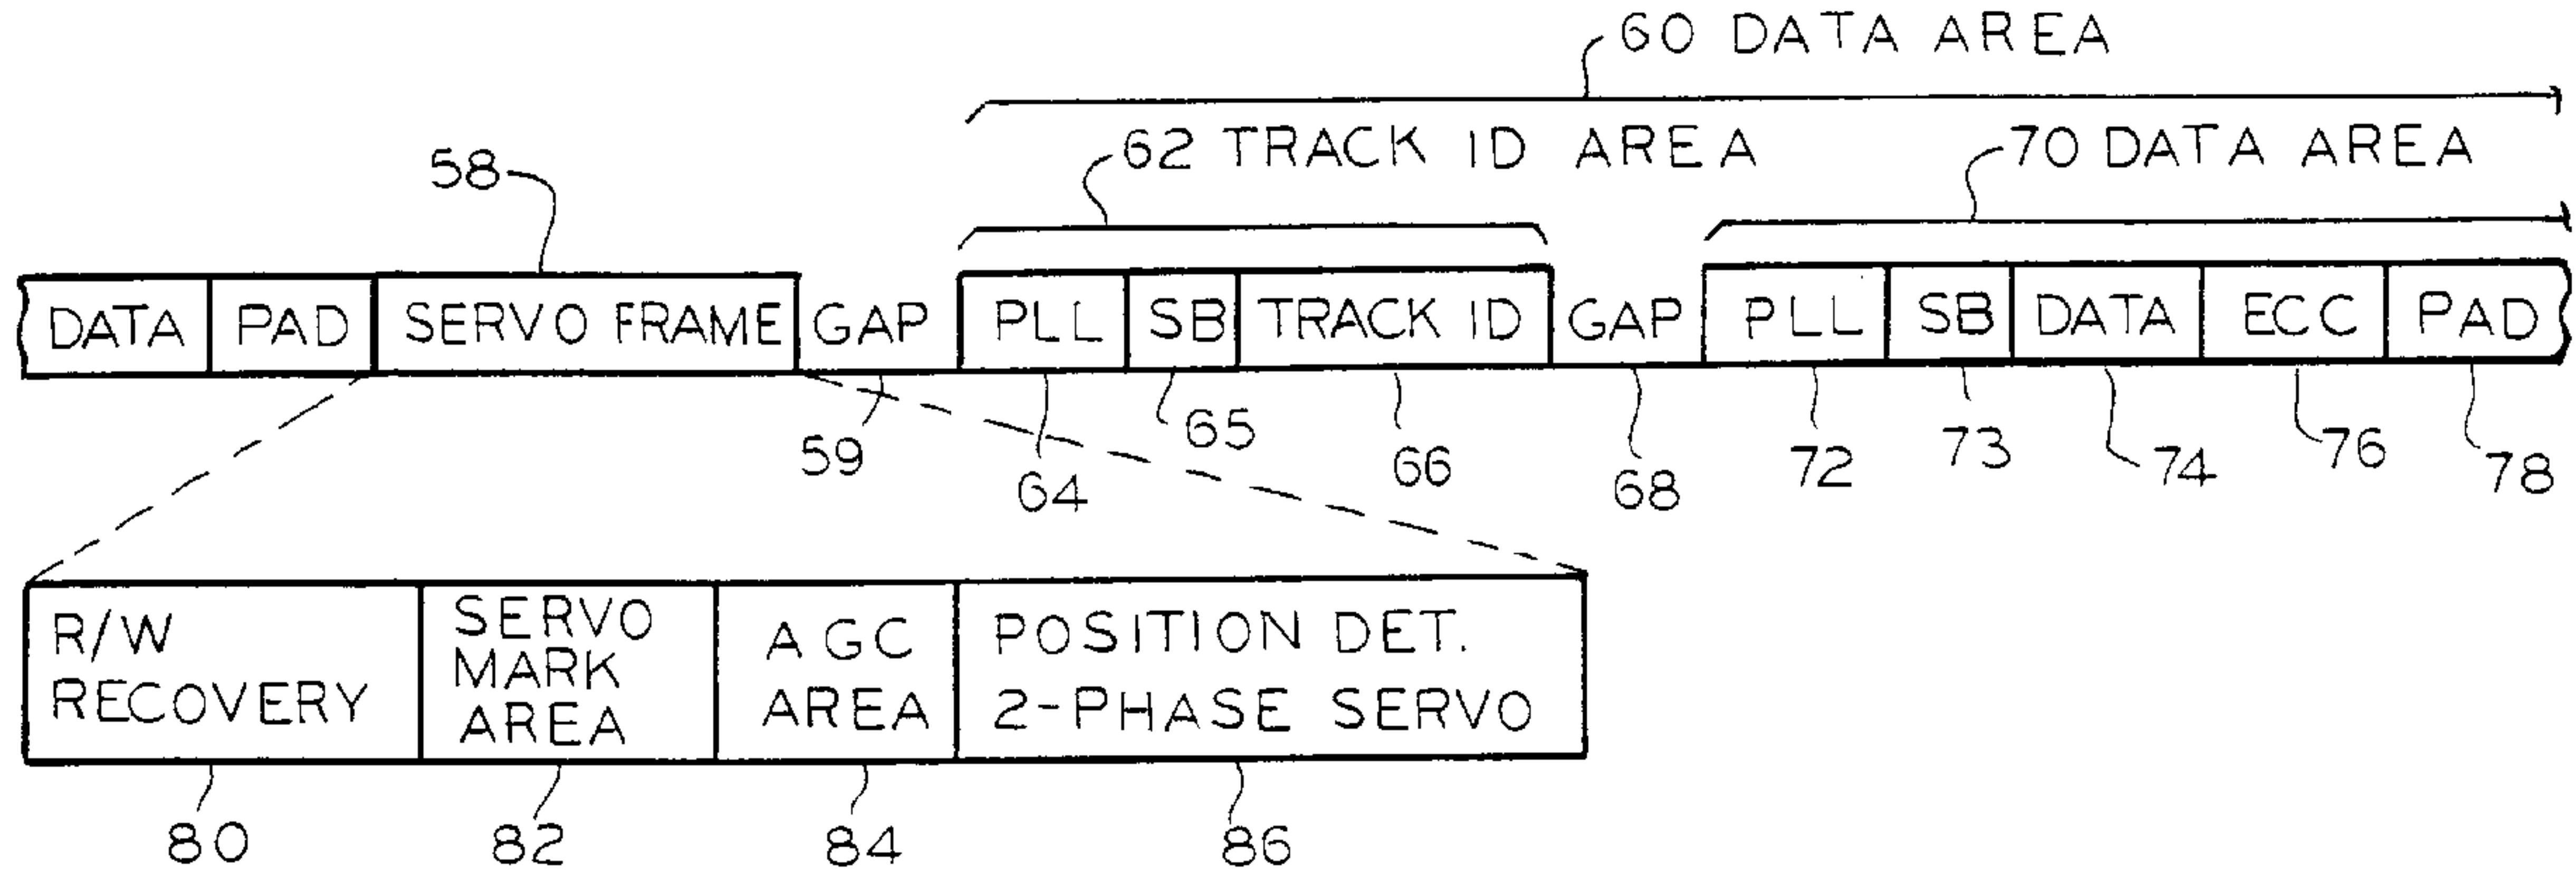 60 DATA AREA
62 TRACK ID AREA
70 DATA AREA
58
DATA PAD SERVO FRAME GAP PLL SB TRACK ID GAP PLL SB DATA ECC PAD
59 64 65 66 68 72 73 74 76 78
R/W RECOVERY
SERVO MARK AREA
AGC AREA
POSITION DET. 2-PHASE SERVO
80 82 84 86